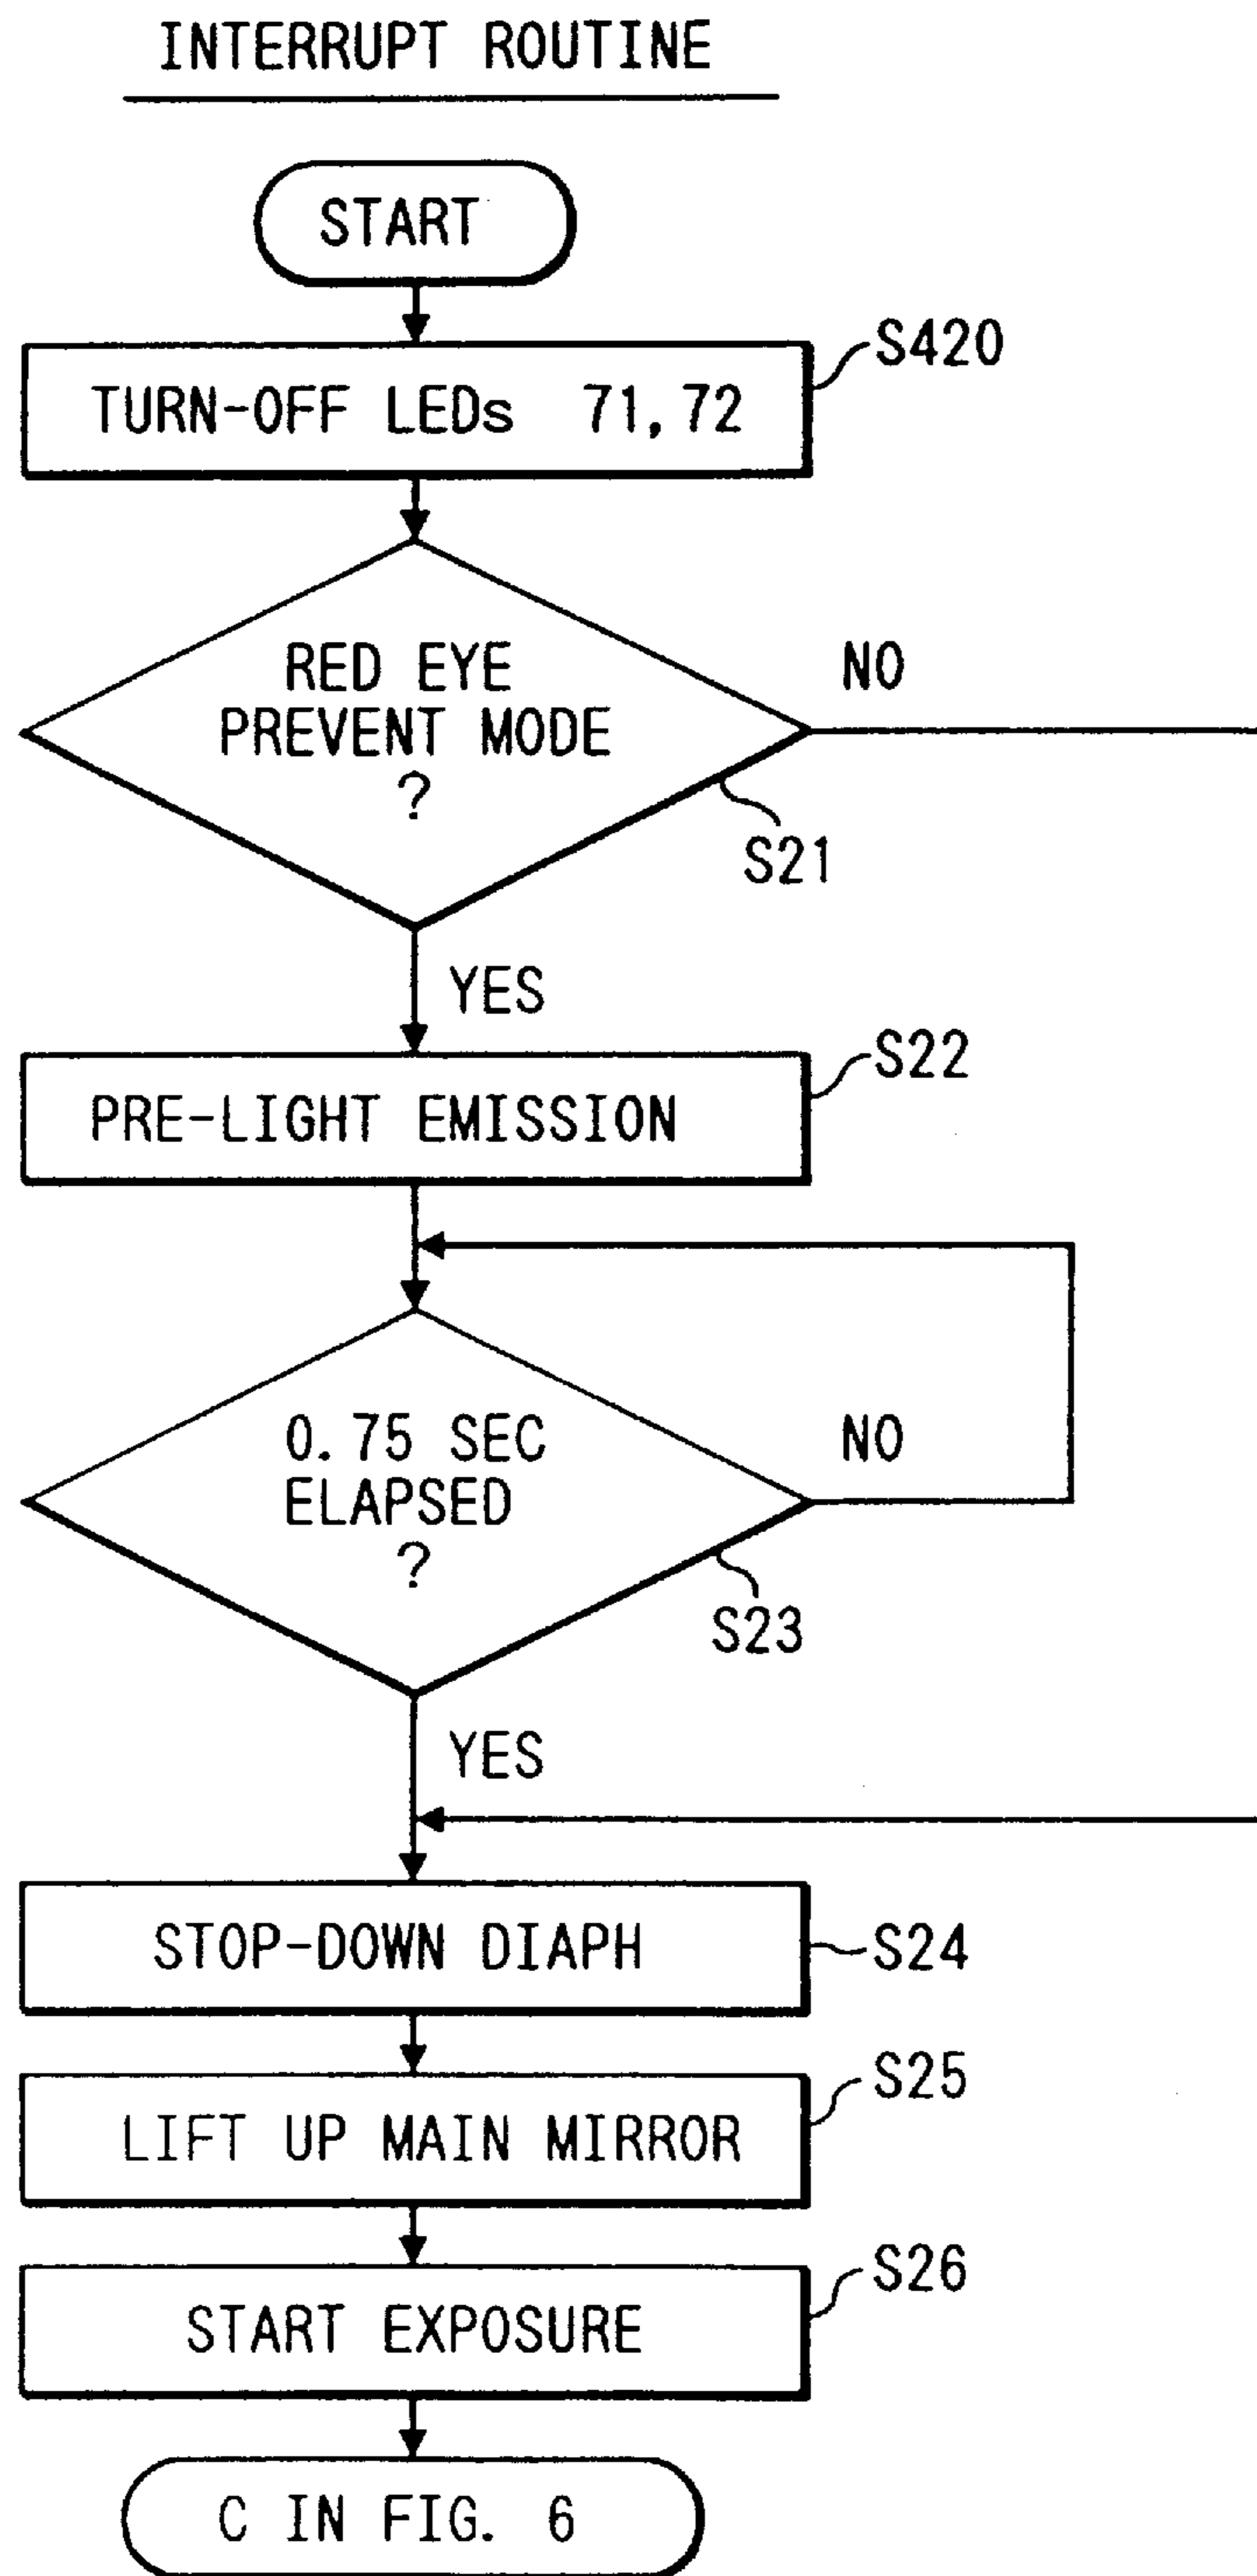 INTERRUPT ROUTINE
START
S420
TURN-OFF LEDs 71, 72
RED EYE
PREVENT MODE
?
NO
S21
YES
S22
PRE-LIGHT EMISSION
0.75 SEC
ELAPSED
?
NO
S23
YES
STOP-DOWN DIAPH
S24
S25
LIFT UP MAIN MIRROR
S26
START EXPOSURE
C IN FIG. 6